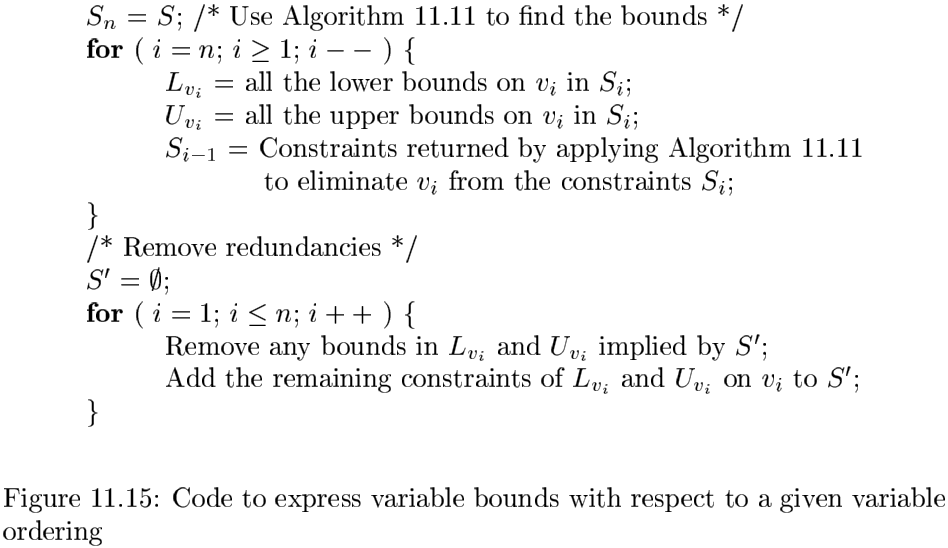 Sₙ = S; /* Use Algorithm 11.11 to find the bounds */
for ( i = n; i ≥ 1; i − − ) {
L_{v_i} = all the lower bounds on v_i in S_i;
U_{v_i} = all the upper bounds on v_i in S_i;
S_{i−1} = Constraints returned by applying Algorithm 11.11
to eliminate v_i from the constraints S_i;
}
/* Remove redundancies */
S′ = ∅;
for ( i = 1; i ≤ n; i + + ) {
Remove any bounds in L_{v_i} and U_{v_i} implied by S′;
Add the remaining constraints of L_{v_i} and U_{v_i} on v_i to S′;
}
Figure 11.15: Code to express variable bounds with respect to a given variable
ordering